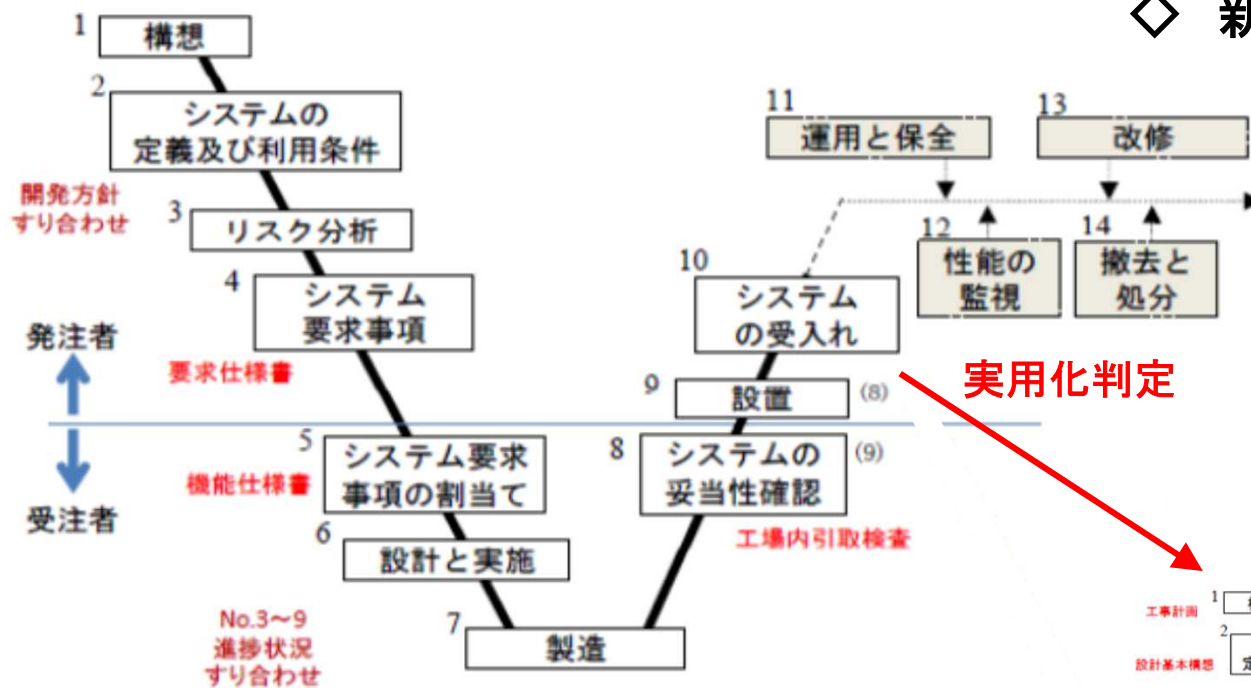 ◇ 新
1
構想
2
システムの
定義及び利用条件
開発方針
すり合わせ
3
リスク分析
4
システム
要求事項
発注者
要求仕様書
5
システム要求
事項の割当て
機能仕様書
受注者
6
設計と実施
No.3～9
進捗状況
すり合わせ
7
製造
8
システムの
妥当性確認
(9)
工場内引取検査
9
設置
(8)
10
システム
の受入れ
11
運用と保全
12
性能の
監視
13
改修
14
撤去と
処分
実用化判定
工事計画
1
設計基本構想
2
定